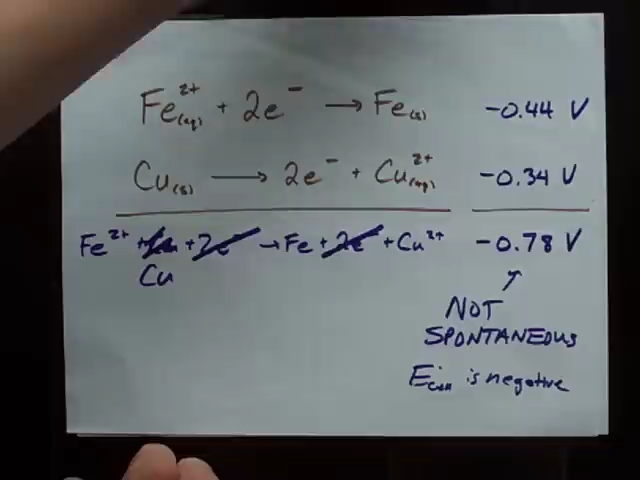 Fe²⁺(aq) + 2e⁻ → Fe(s) -0.44 V
Cu(s) → 2e⁻ + Cu²⁺(aq) -0.34 V
Fe²⁺ + + 2e⁻ → Fe + 2e⁻ + Cu²⁺ -0.78 V
Cu
NOT
SPONTANEOUS
E°cell is negative